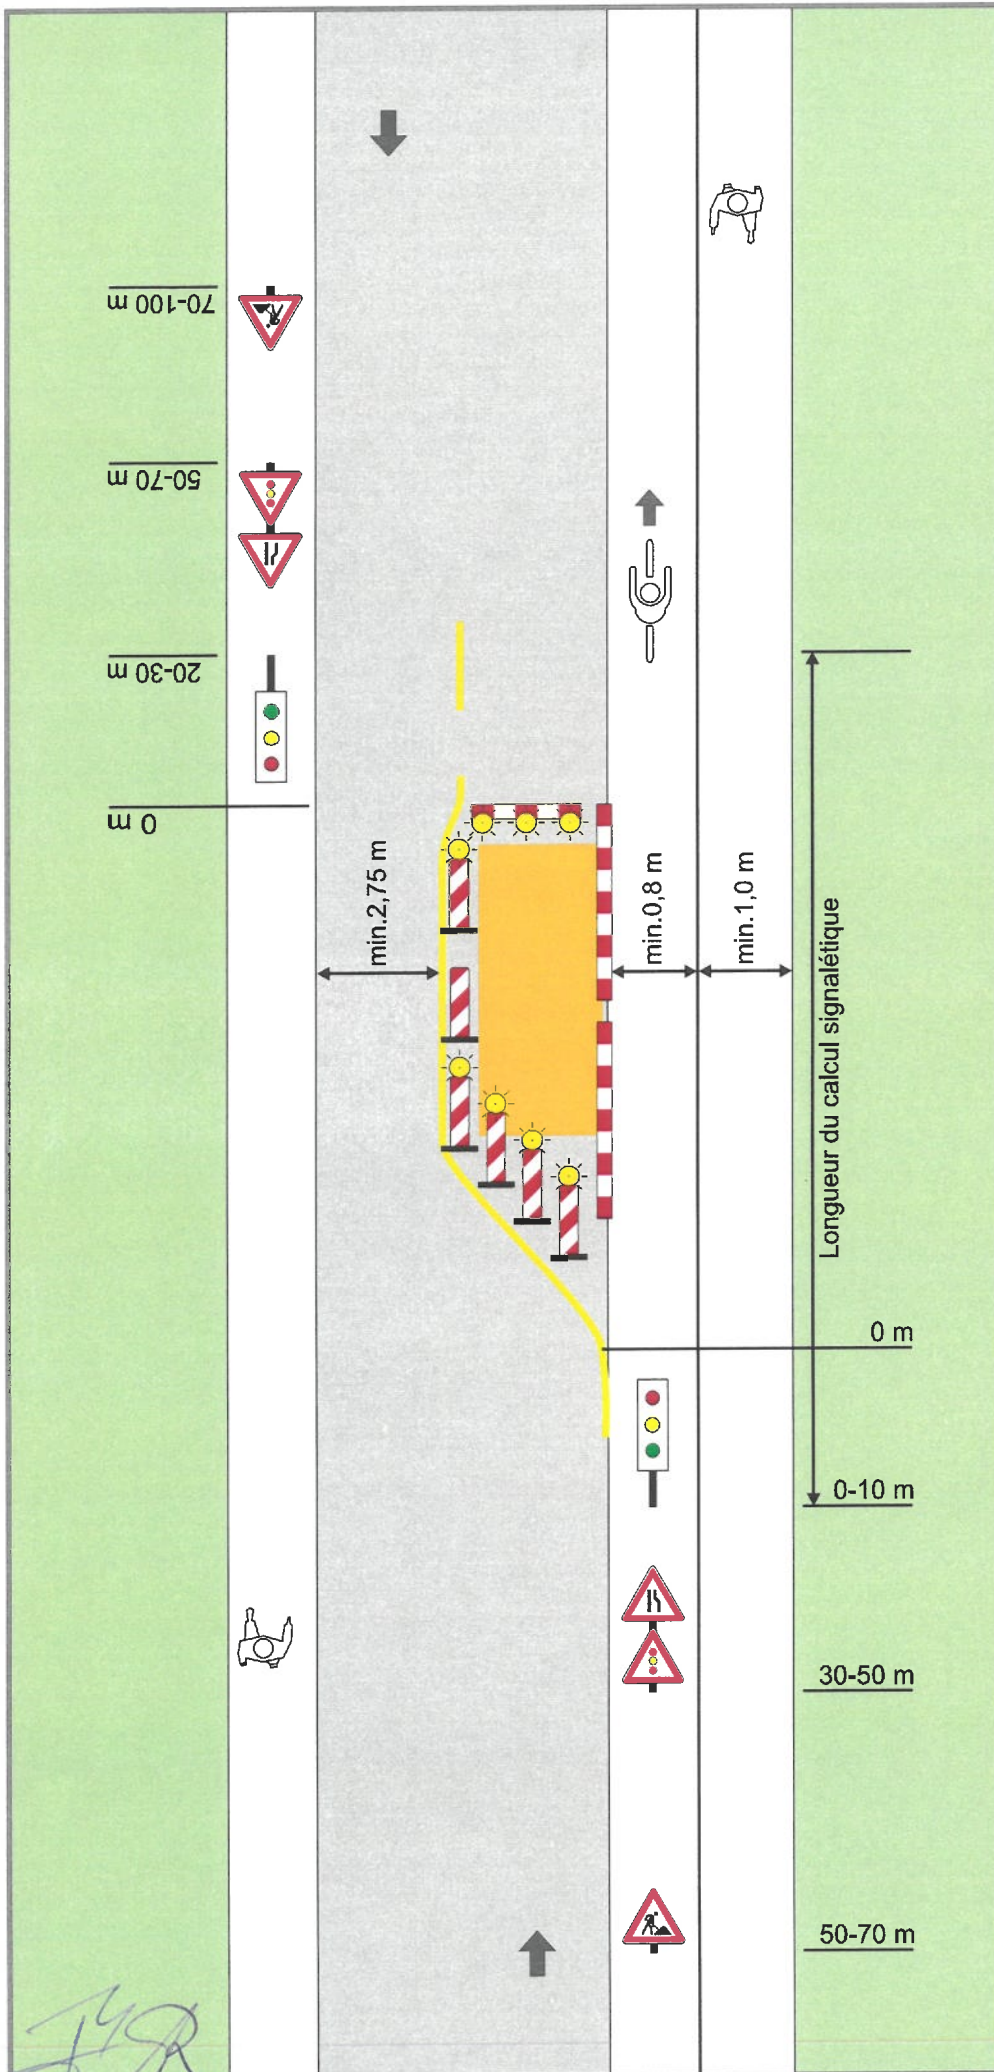 70-100 m
50-70 m
20-30 m
0 m
min.2,75 m
min.0,8 m
min.1,0 m
Longueur du calcul signalétique
0 m
0-10 m
30-50 m
50-70 m